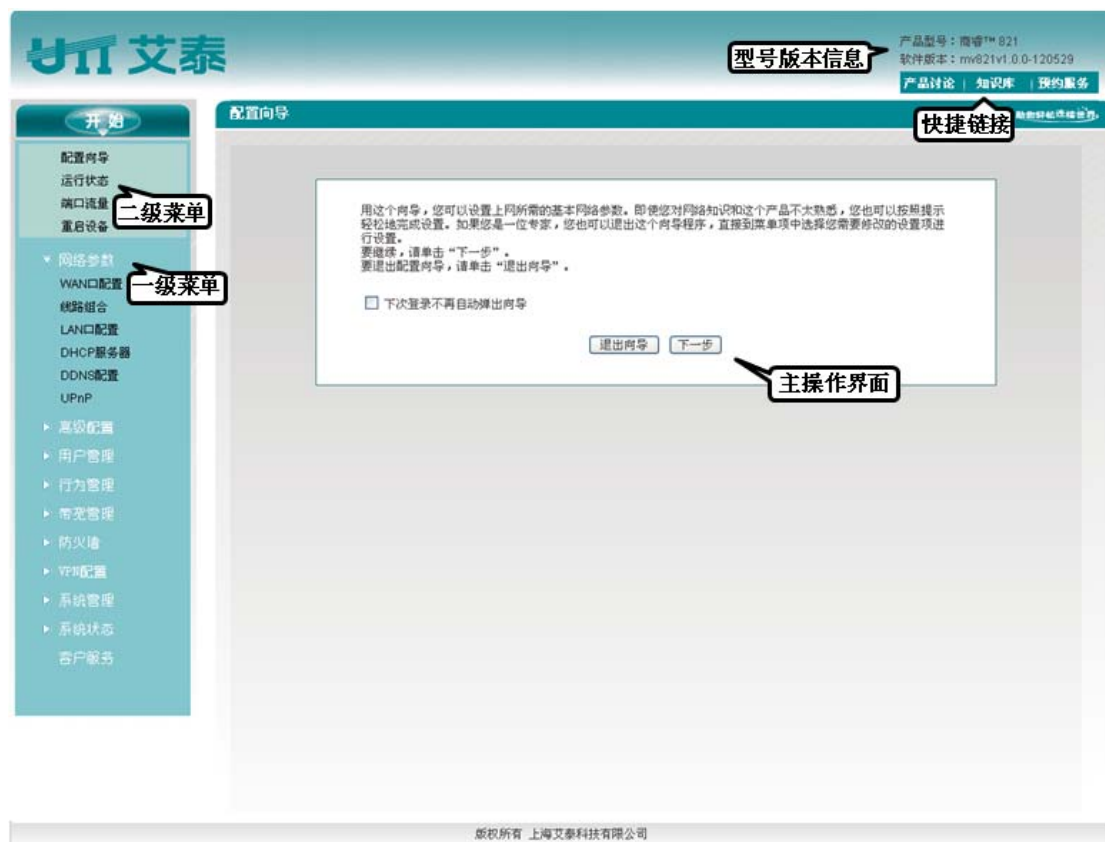 UTT 艾泰
型号版本信息
产品型号：商睿™ 821
软件版本：mv821v1.0.0-120529
产品讨论 | 知识库 | 预约服务
快捷链接
开始
配置向导
助您轻松连接世界。
配置向导
运行状态
端口流量
重启设备
二级菜单
网络参数
一级菜单
WAN口配置
线路组合
LAN口配置
DHCP服务器
DDNS配置
UPnP
高级配置
用户管理
行为管理
带宽管理
防火墙
VPN配置
系统管理
系统状态
客户服务
用这个向导，您可以设置上网所需的基本网络参数。即使您对网络知识和这个产品不太熟悉，您也可以按照提示
轻松地完成设置。如果您是一位专家，您也可以退出这个向导程序，直接到菜单项中选择您需要修改的设置项进
行设置。
要继续，请单击“下一步”。
要退出配置向导，请单击“退出向导”。
下次登录不再自动弹出向导
退出向导 下一步
主操作界面
版权所有 上海艾泰科技有限公司